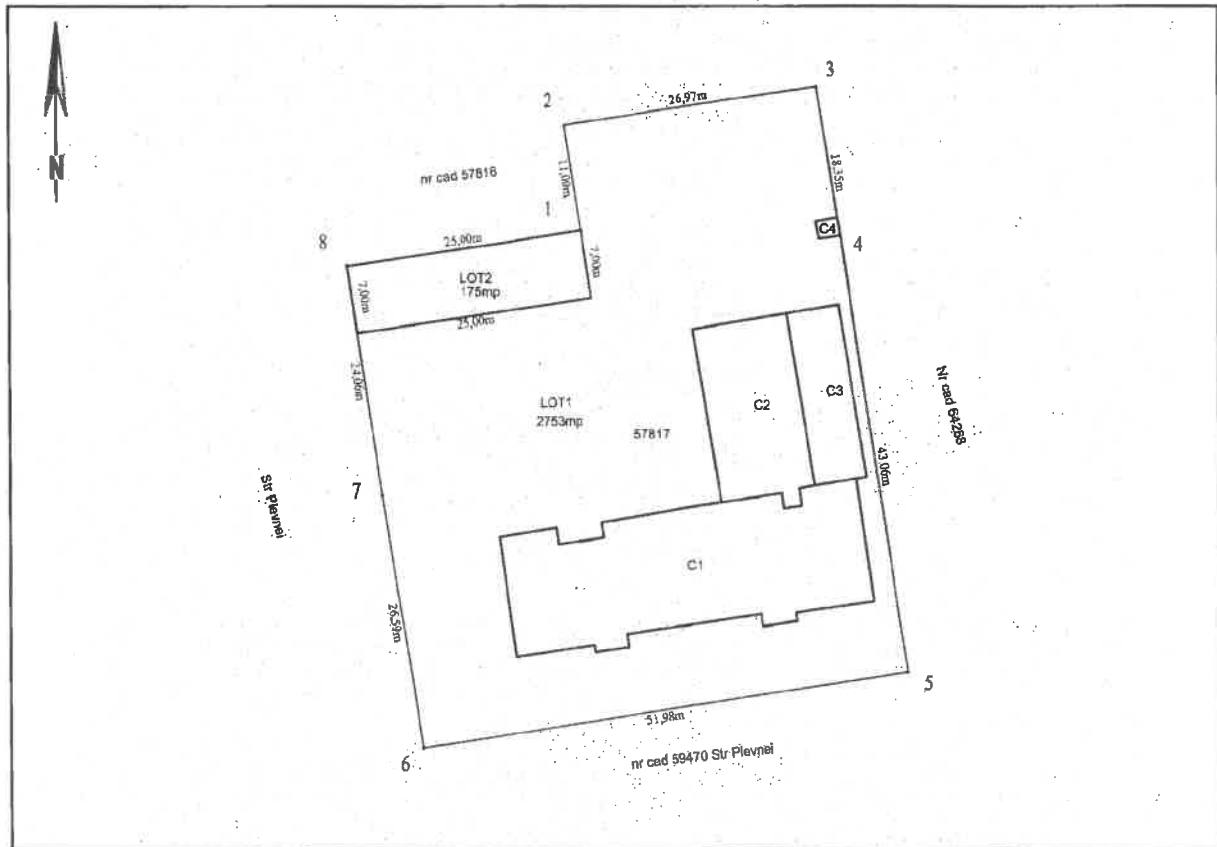 3
2
26,97m
N
11,00m
18,35m
nr cad 57816
1
C4
4
8
25,00m
7,00m
LOT2
175mp
7,00m
25,00m
24,06m
LOT1
2753mp
57817
C2
C3
Nr cad 64268
43,06m
7
Str Plevnei
C1
26,59m
5
51,98m
6
nr cad 59470 Str Plevnei